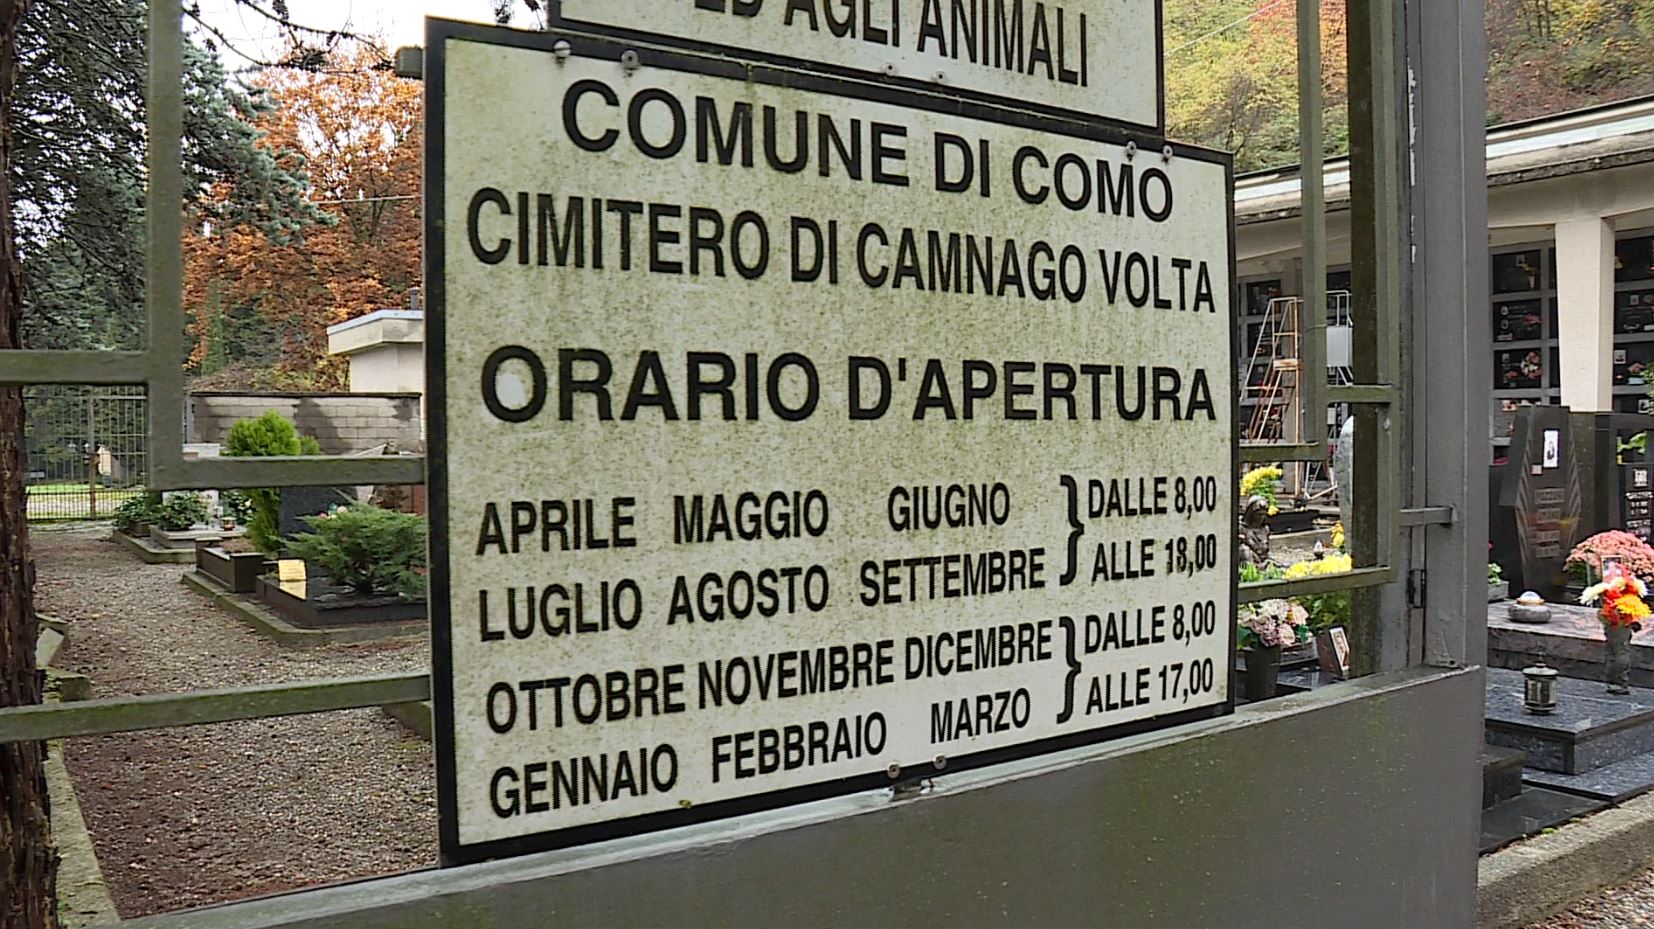 ED AGLI ANIMALI
COMUNE DI COMO
CIMITERO DI CAMNAGO VOLTA
ORARIO D'APERTURA
APRILE MAGGIO GIUGNO } DALLE 8,00
LUGLIO AGOSTO SETTEMBRE ALLE 18,00
OTTOBRE NOVEMBRE DICEMBRE } DALLE 8,00
GENNAIO FEBBRAIO MARZO ALLE 17,00